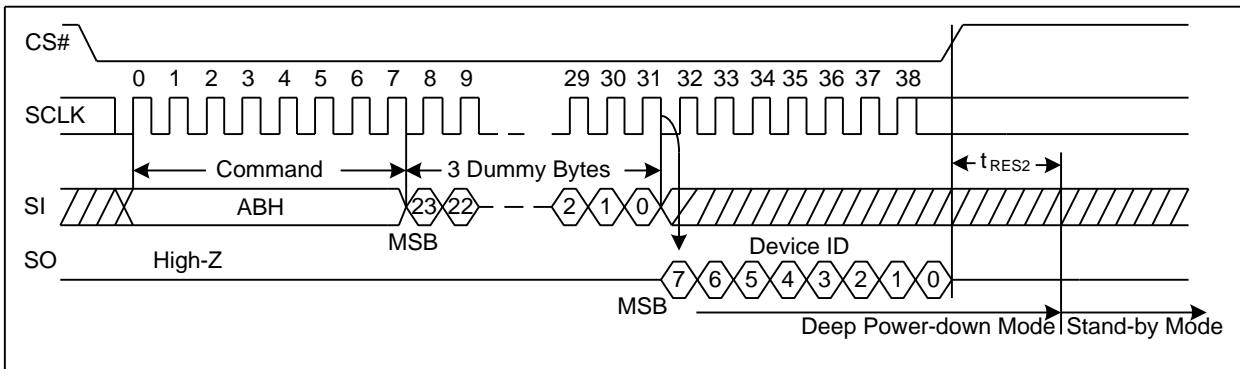 CS#
0 1 2 3 4 5 6 7 8 9 29 30 31 32 33 34 35 36 37 38
SCLK
Command 3 Dummy Bytes tRES2
SI ABH 23 22 2 1 0
MSB Device ID
SO High-Z
7 6 5 4 3 2 1 0
MSB
Deep Power-down Mode Stand-by Mode